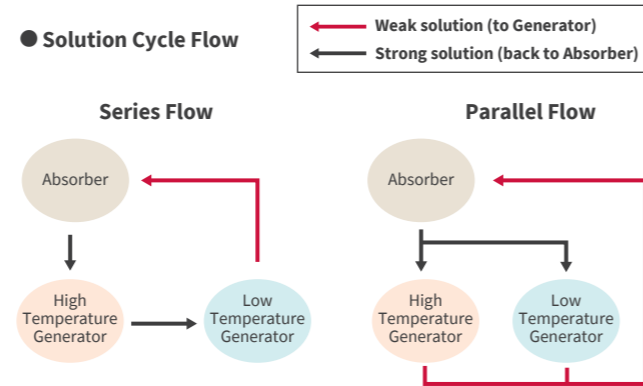 Solution Cycle Flow
Weak solution (to Generator)
Strong solution (back to Absorber)
Series Flow
Absorber
High
Temperature
Generator
Low
Temperature
Generator
Parallel Flow
Absorber
High
Temperature
Generator
Low
Temperature
Generator